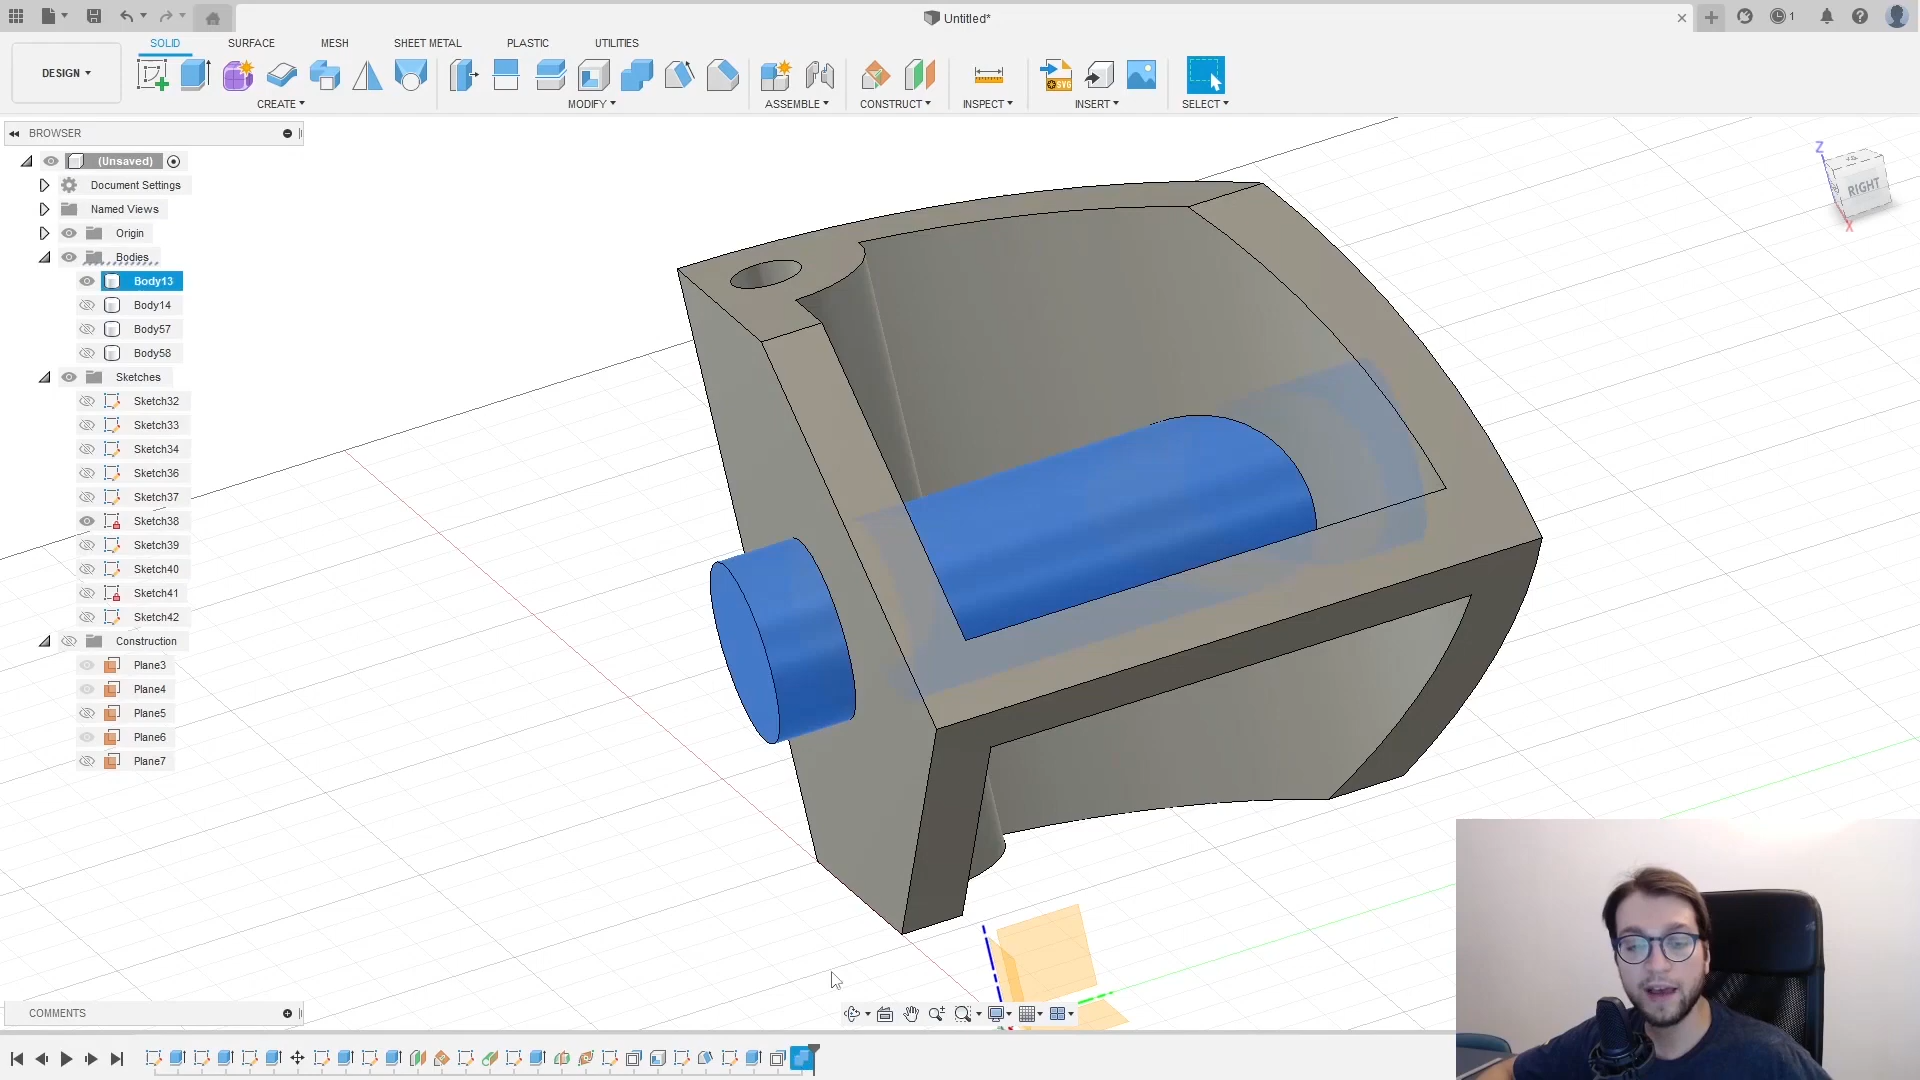 Untitled*
1
DESIGN
SOLID
SURFACE
MESH
SHEET METAL
PLASTIC
UTILITIES
CREATE
MODIFY
ASSEMBLE
CONSTRUCT
INSPECT
INSERT
SELECT
SVG
BROWSER
(Unsaved)
Document Settings
Named Views
Origin
Bodies
Body13
Body14
Body57
Body58
Sketches
Sketch32
Sketch33
Sketch34
Sketch36
Sketch37
Sketch38
Sketch39
Sketch40
Sketch41
Sketch42
Construction
Plane3
Plane4
Plane5
Plane6
Plane7
Z
RIGHT
X
COMMENTS